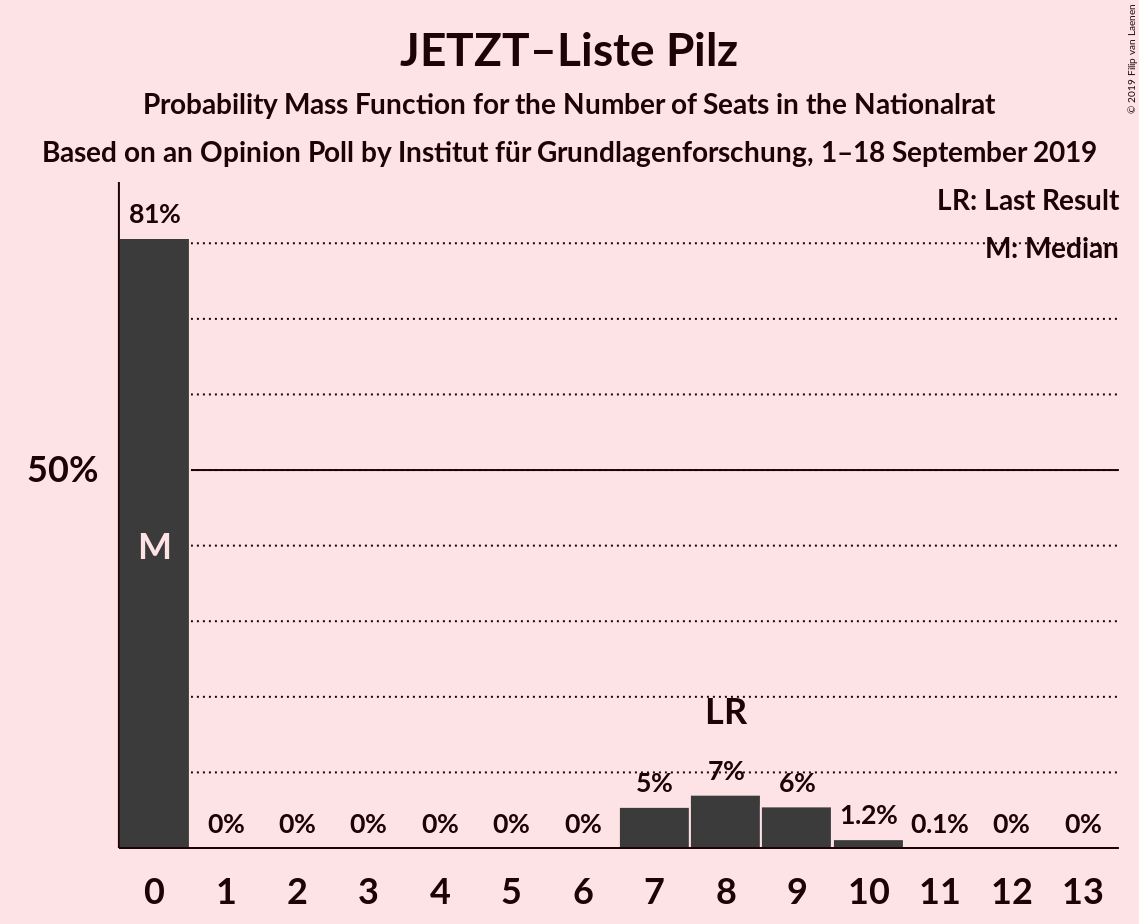 JETZT–Liste Pilz
Probability Mass Function for the Number of Seats in the Nationalrat
Based on an Opinion Poll by Institut für Grundlagenforschung, 1–18 September 2019
© 2019 Filip van Laenen
LR: Last Result
M: Median
81%
50%
M
LR
0% 0% 0% 0% 0% 0% 5% 7% 6% 1.2% 0.1% 0% 0%
0 1 2 3 4 5 6 7 8 9 10 11 12 13